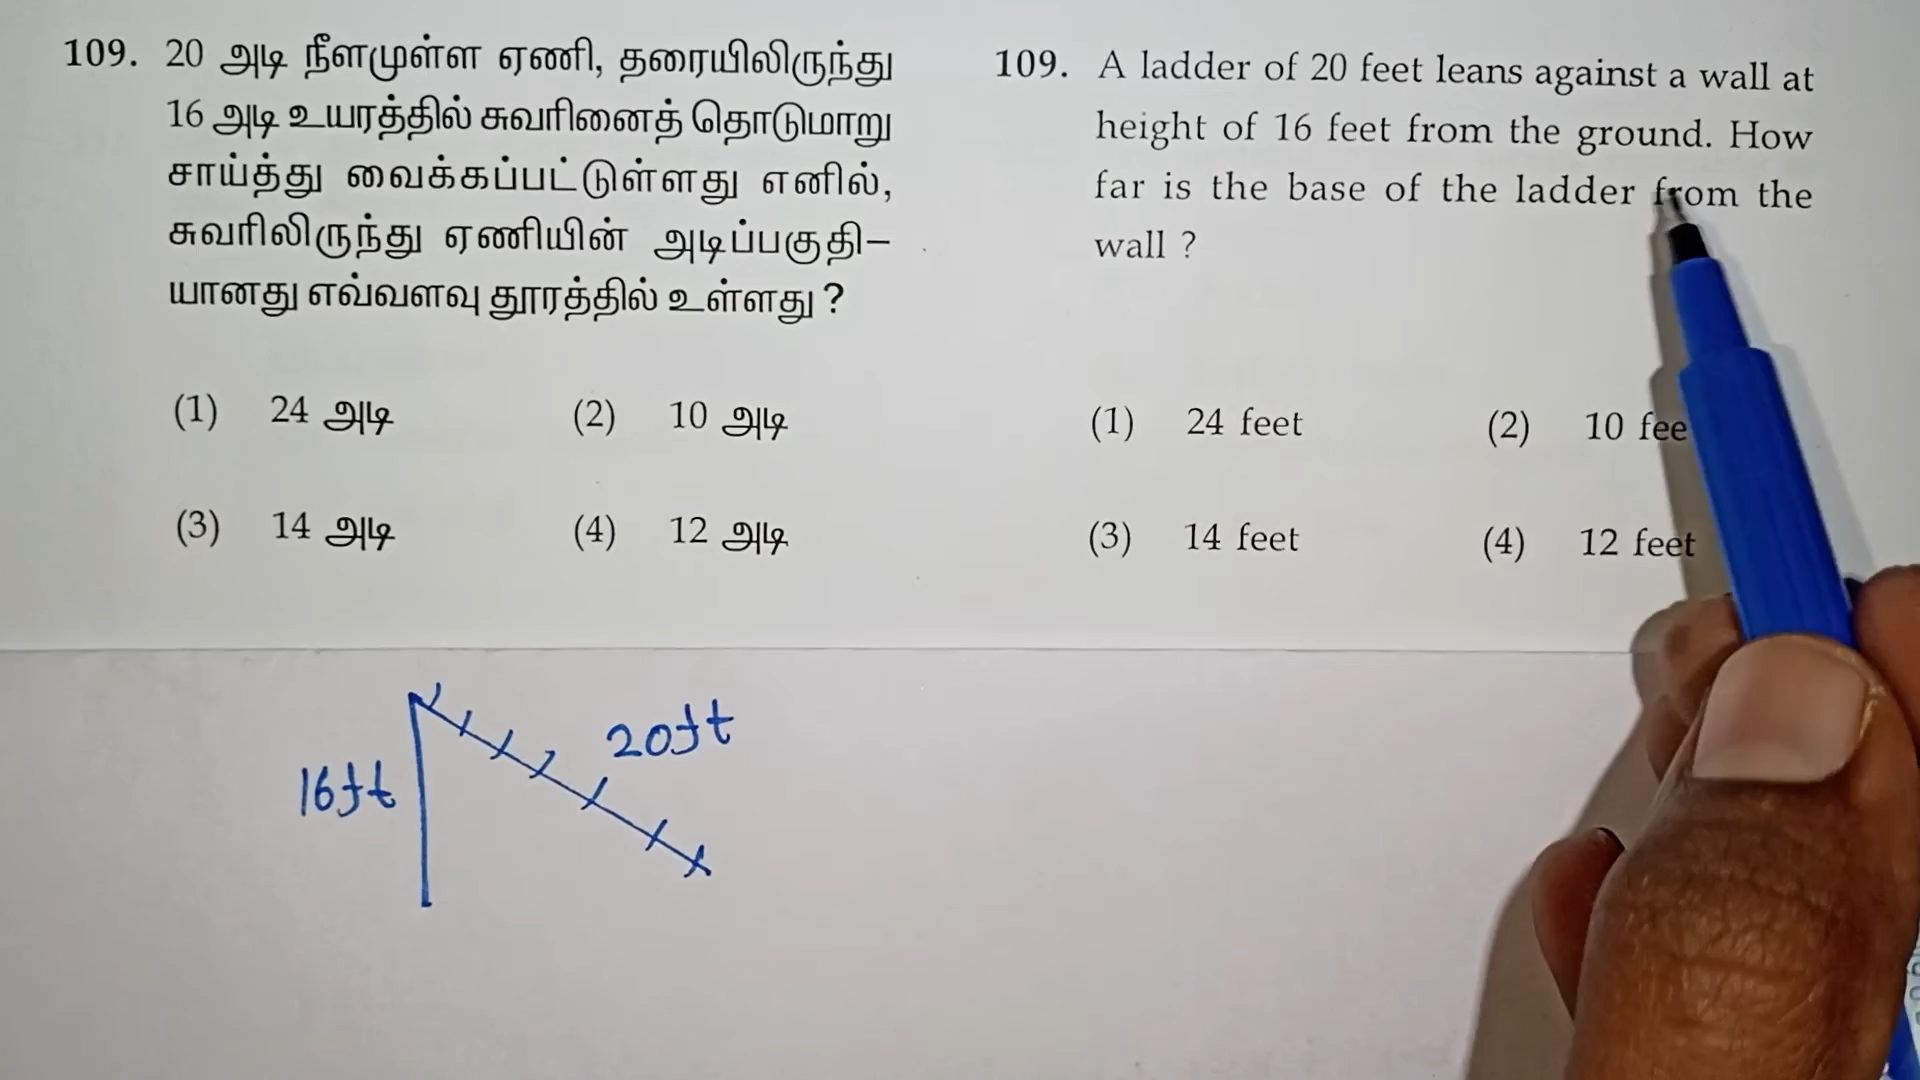 109. 20 அடி நீளமுள்ள ஏணி, தரையிலிருந்து
16 அடி உயரத்தில் சுவரினைத் தொடுமாறு
சாய்த்து வைக்கப்பட்டுள்ளது எனில்,
சுவரிலிருந்து ஏணியின் அடிப்பகுதி–
யானது எவ்வளவு தூரத்தில் உள்ளது ?
(1) 24 அடி (2) 10 அடி
(3) 14 அடி (4) 12 அடி
109. A ladder of 20 feet leans against a wall at
height of 16 feet from the ground. How
far is the base of the ladder from the
wall ?
(1) 24 feet (2) 10 fee
(3) 14 feet (4) 12 feet
20ft
16ft